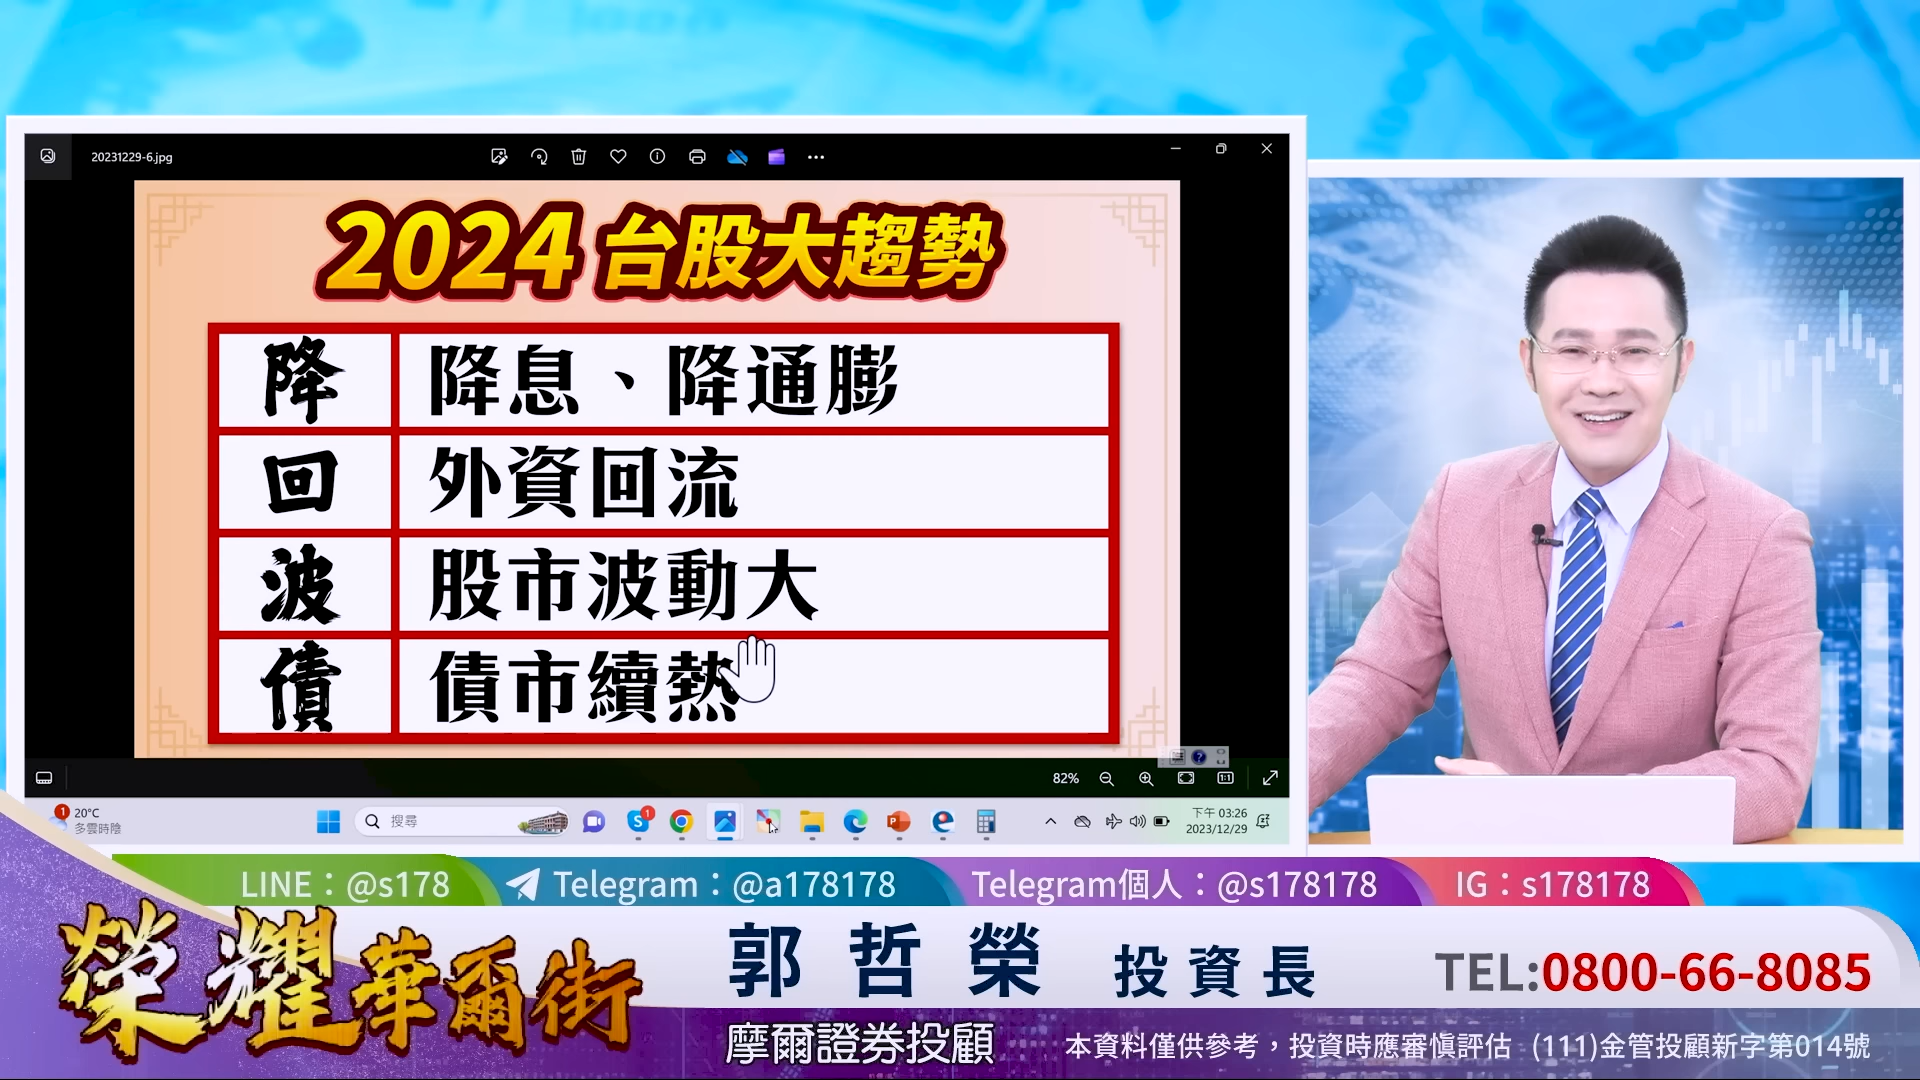 20231229-6.jpg
2024台股大趨勢
降 降息、降通膨
回 外資回流
波 股市波動大
債 債市續熱
82%
1:1
1
20°C
多雲時陰
搜尋
S
1
下午 03:26
2023/12/29
LINE：@s178
Telegram：@a178178
Telegram個人：@s178178
IG：s178178
榮耀華爾街
郭哲榮 投資長
TEL:0800-66-8085
摩爾證券投顧
本資料僅供參考，投資時應審慎評估 (111)金管投顧新字第014號